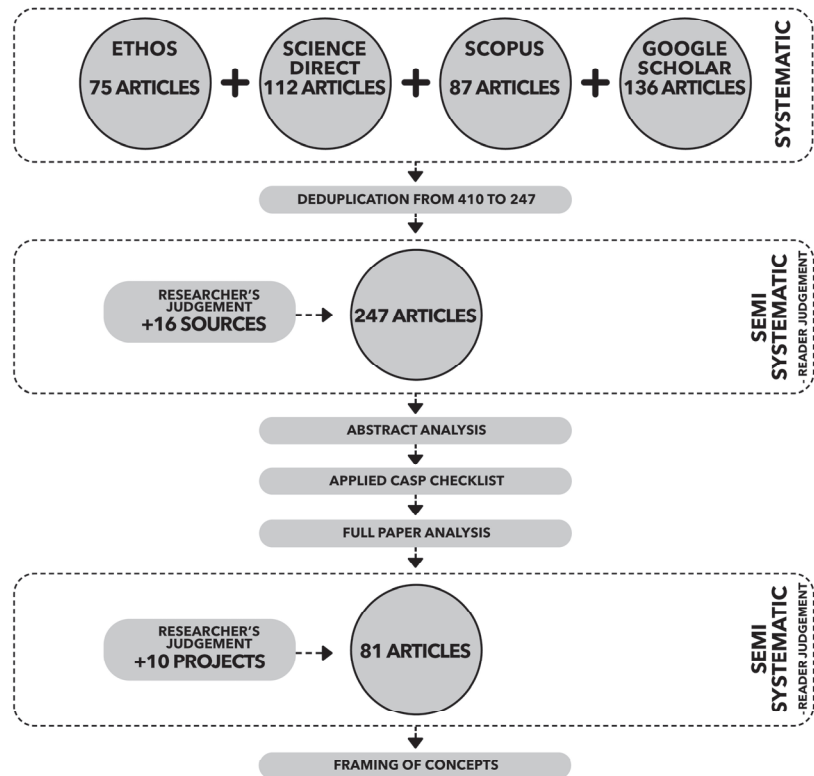 ETHOS
75 ARTICLES
+
SCIENCE
DIRECT
112 ARTICLES
+
SCOPUS
87 ARTICLES
+
GOOGLE
SCHOLAR
136 ARTICLES
SYSTEMATIC
DEDUPLICATION FROM 410 TO 247
RESEARCHER'S
JUDGEMENT
+16 SOURCES
247 ARTICLES
SEMI
SYSTEMATIC
- READER JUDGEMENT
ABSTRACT ANALYSIS
APPLIED CASP CHECKLIST
FULL PAPER ANALYSIS
RESEARCHER'S
JUDGEMENT
+10 PROJECTS
81 ARTICLES
SEMI
SYSTEMATIC
-READER JUDGEMENT
FRAMING OF CONCEPTS